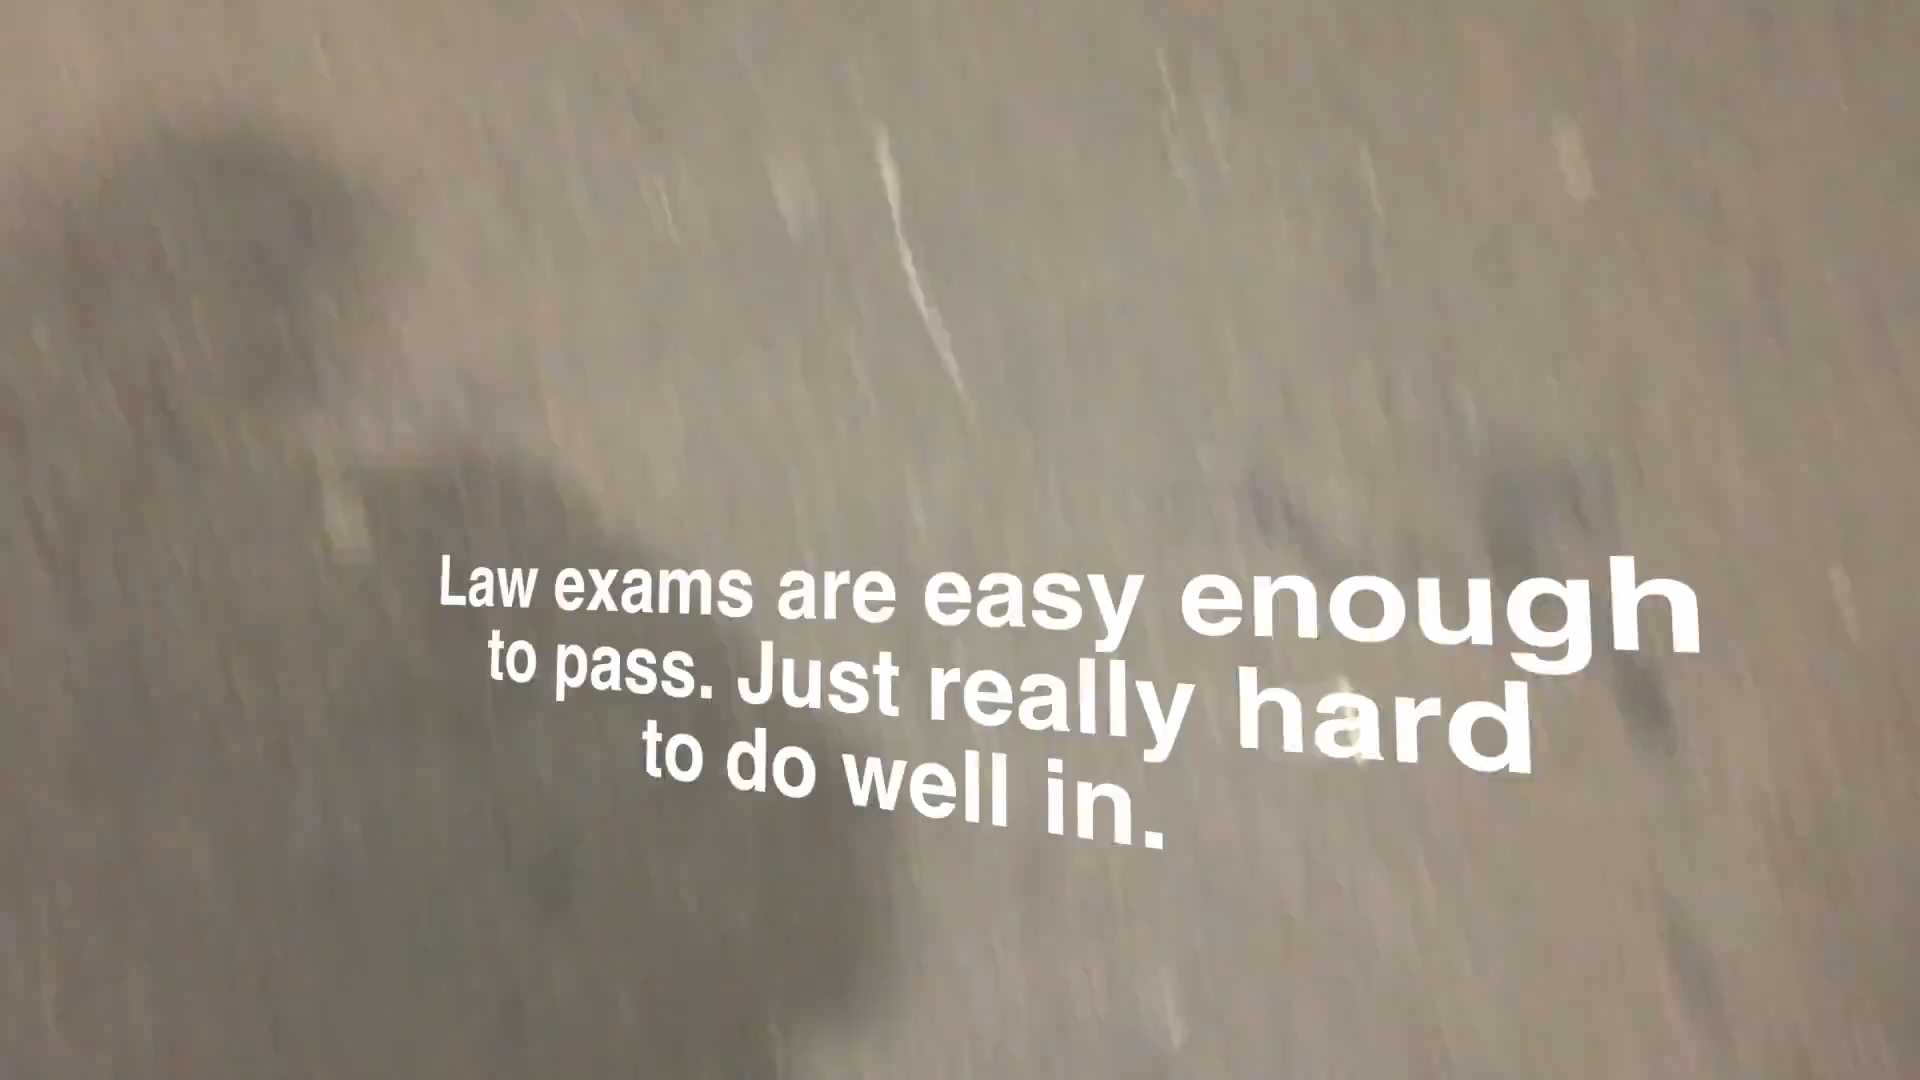 Law exams are easy enough
to pass. Just really hard
to do well in.